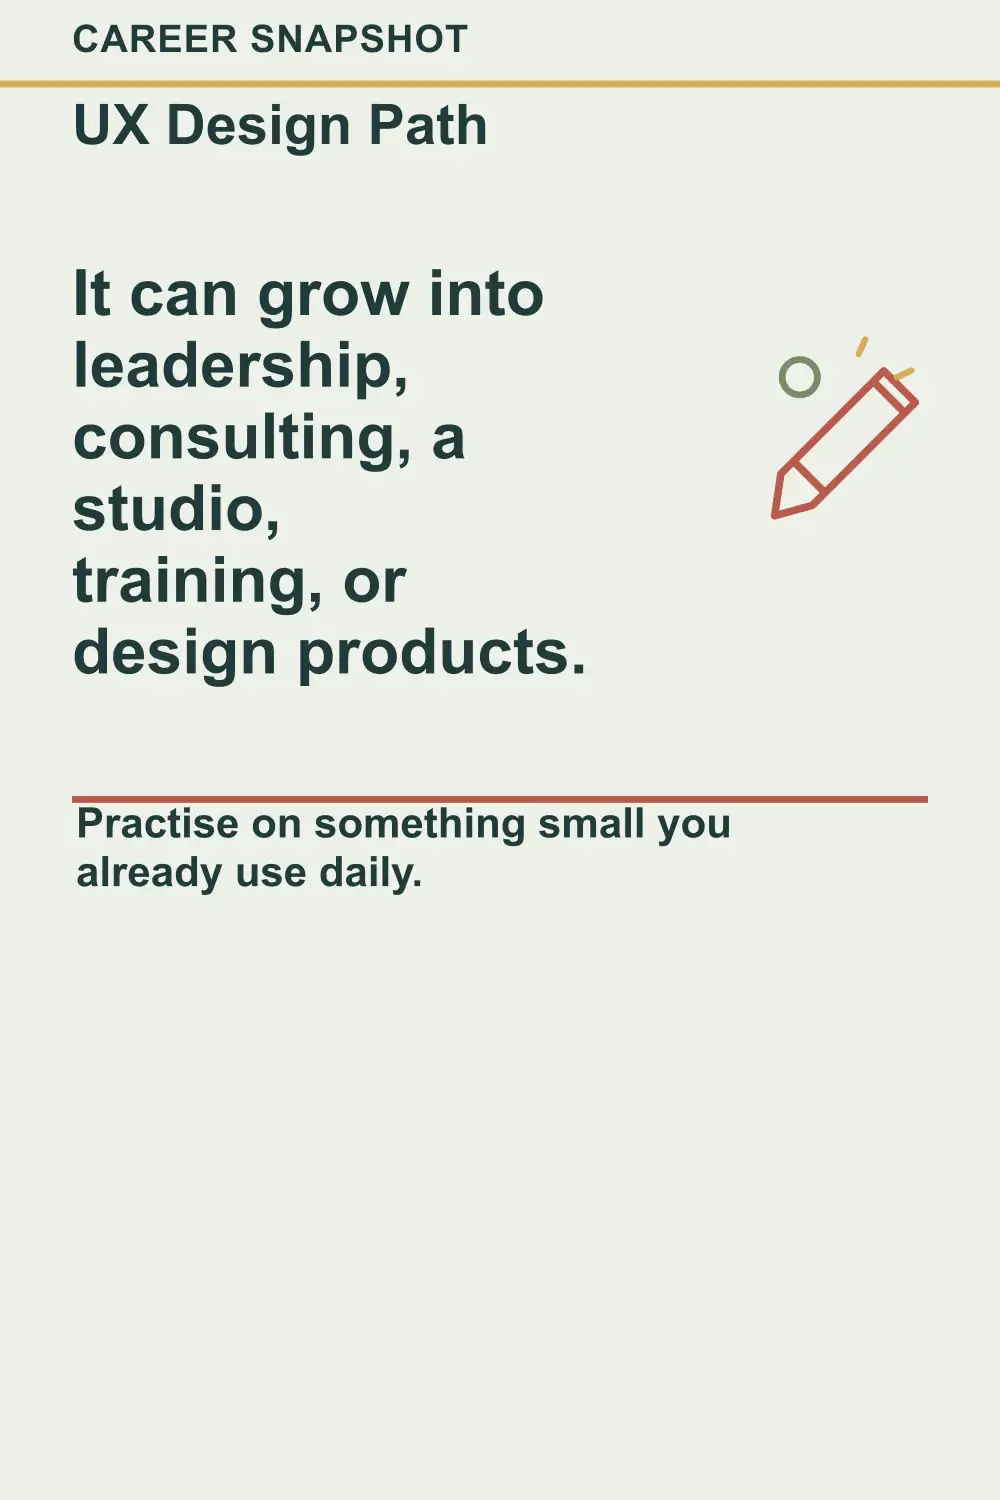 CAREER SNAPSHOT
UX Design Path
It can grow into
leadership,
consulting, a
studio,
training, or
design products.
Practise on something small you
already use daily.